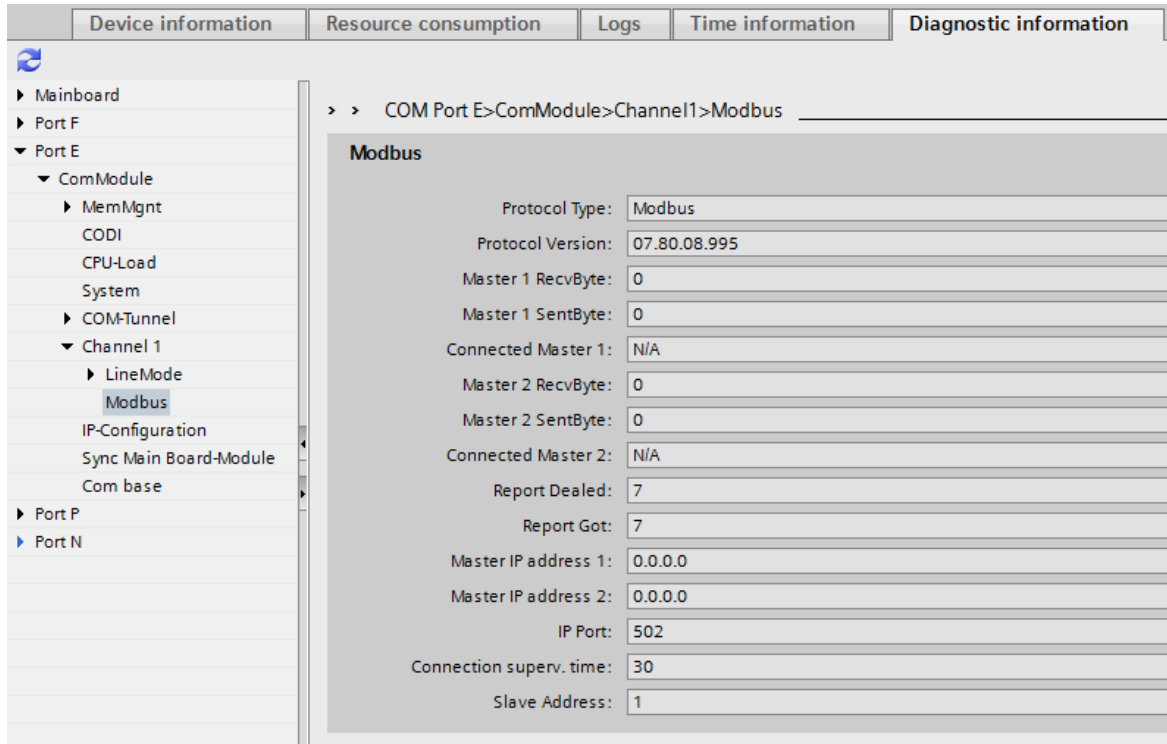 Device information Resource consumption Logs Time information Diagnostic information
Mainboard
Port F
Port E
ComModule
MemMgnt
CODI
CPU-Load
System
COM-Tunnel
Channel 1
LineMode
Modbus
IP-Configuration
Sync Main Board-Module
Com base
Port P
Port N
> > COM Port E>ComModule>Channel1>Modbus
Modbus
Protocol Type: Modbus
Protocol Version: 07.80.08.995
Master 1 RecvByte: 0
Master 1 SentByte: 0
Connected Master 1: N/A
Master 2 RecvByte: 0
Master 2 SentByte: 0
Connected Master 2: N/A
Report Dealed: 7
Report Got: 7
Master IP address 1: 0.0.0.0
Master IP address 2: 0.0.0.0
IP Port: 502
Connection superv. time: 30
Slave Address: 1